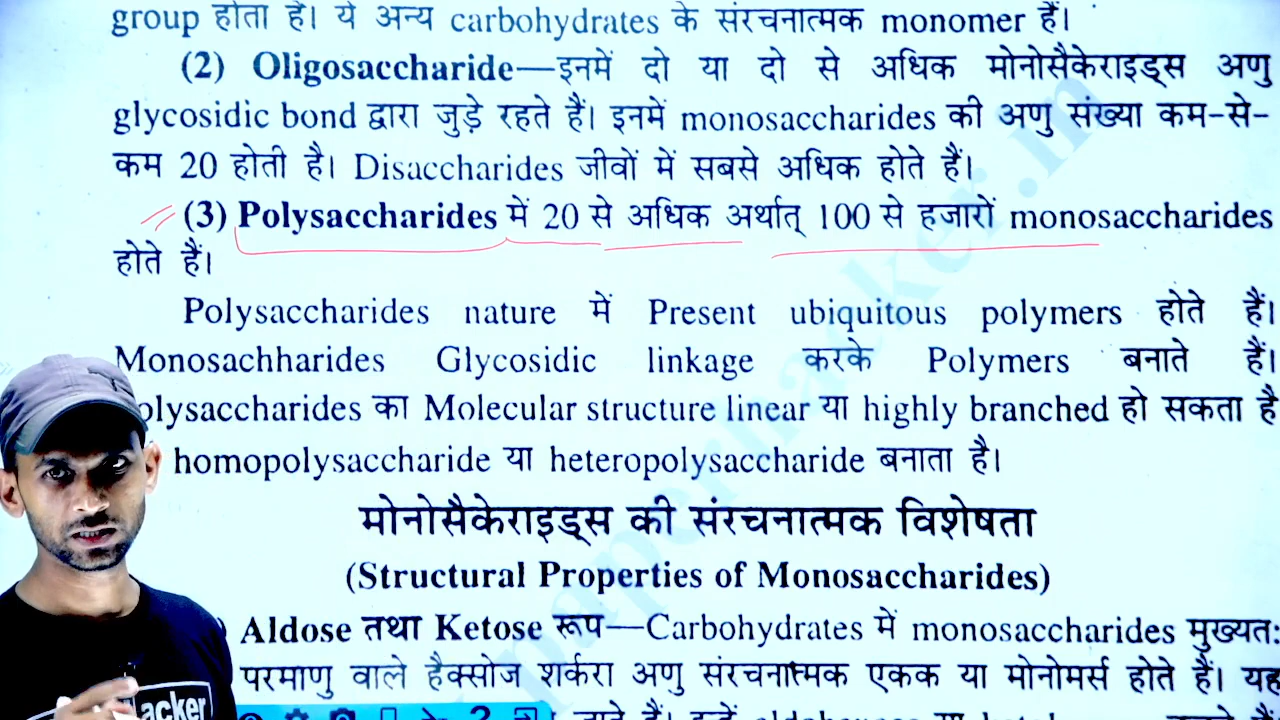 group होता है। ये अन्य carbohydrates के संरचनात्मक monomer हैं।
(2) Oligosaccharide—इनमें दो या दो से अधिक मोनोसैकेराइड्स अणु
glycosidic bond द्वारा जुड़े रहते हैं। इनमें monosaccharides की अणु संख्या कम-से-
कम 20 होती है। Disaccharides जीवों में सबसे अधिक होते हैं।
(3) Polysaccharides में 20 से अधिक अर्थात् 100 से हजारों monosaccharides
होते हैं।
Polysaccharides nature में Present ubiquitous polymers होते हैं।
Monosachharides Glycosidic linkage करके Polymers बनाते हैं।
olysaccharides का Molecular structure linear या highly branched हो सकता है
homopolysaccharide या heteropolysaccharide बनाता है।
मोनोसैकेराइड्स की संरचनात्मक विशेषता
(Structural Properties of Monosaccharides)
) Aldose तथा Ketose रूप—Carbohydrates में monosaccharides मुख्यत:
परमाणु वाले हैक्सोज शर्करा अणु संरचनात्मक एकक या मोनोमर्स होते हैं। यह
acker